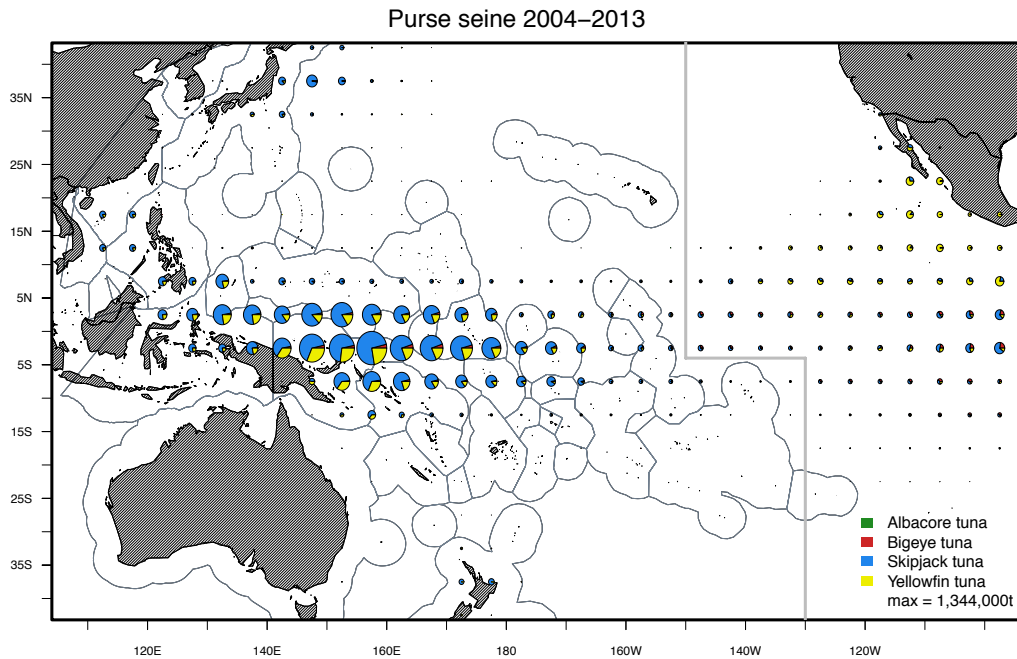 Purse seine 2004−2013
35N
25N
15N
5N
5S
15S
25S
35S
Albacore tuna
Bigeye tuna
Skipjack tuna
Yellowfin tuna
max = 1,344,000t
120E 140E 160E 180 160W 140W 120W